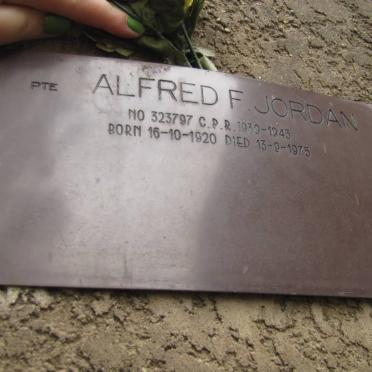 PTE ALFRED F. JORDAN
NO 323797 C.P.R. 1939-1943
BORN 16-10-1920 DIED 13-9-1975